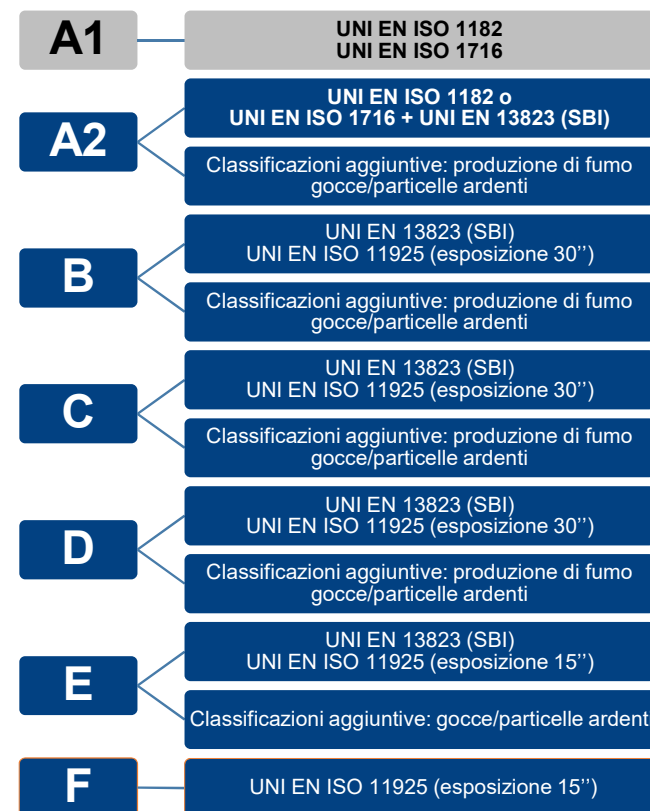 A1
UNI EN ISO 1182
UNI EN ISO 1716
A2
UNI EN ISO 1182 o
UNI EN ISO 1716 + UNI EN 13823 (SBI)
Classificazioni aggiuntive: produzione di fumo
gocce/particelle ardenti
B
UNI EN 13823 (SBI)
UNI EN ISO 11925 (esposizione 30’’)
Classificazioni aggiuntive: produzione di fumo
gocce/particelle ardenti
C
UNI EN 13823 (SBI)
UNI EN ISO 11925 (esposizione 30’’)
Classificazioni aggiuntive: produzione di fumo
gocce/particelle ardenti
D
UNI EN 13823 (SBI)
UNI EN ISO 11925 (esposizione 30’’)
Classificazioni aggiuntive: produzione di fumo
gocce/particelle ardenti
E
UNI EN 13823 (SBI)
UNI EN ISO 11925 (esposizione 15’’)
Classificazioni aggiuntive: gocce/particelle ardent
F
UNI EN ISO 11925 (esposizione 15’’)